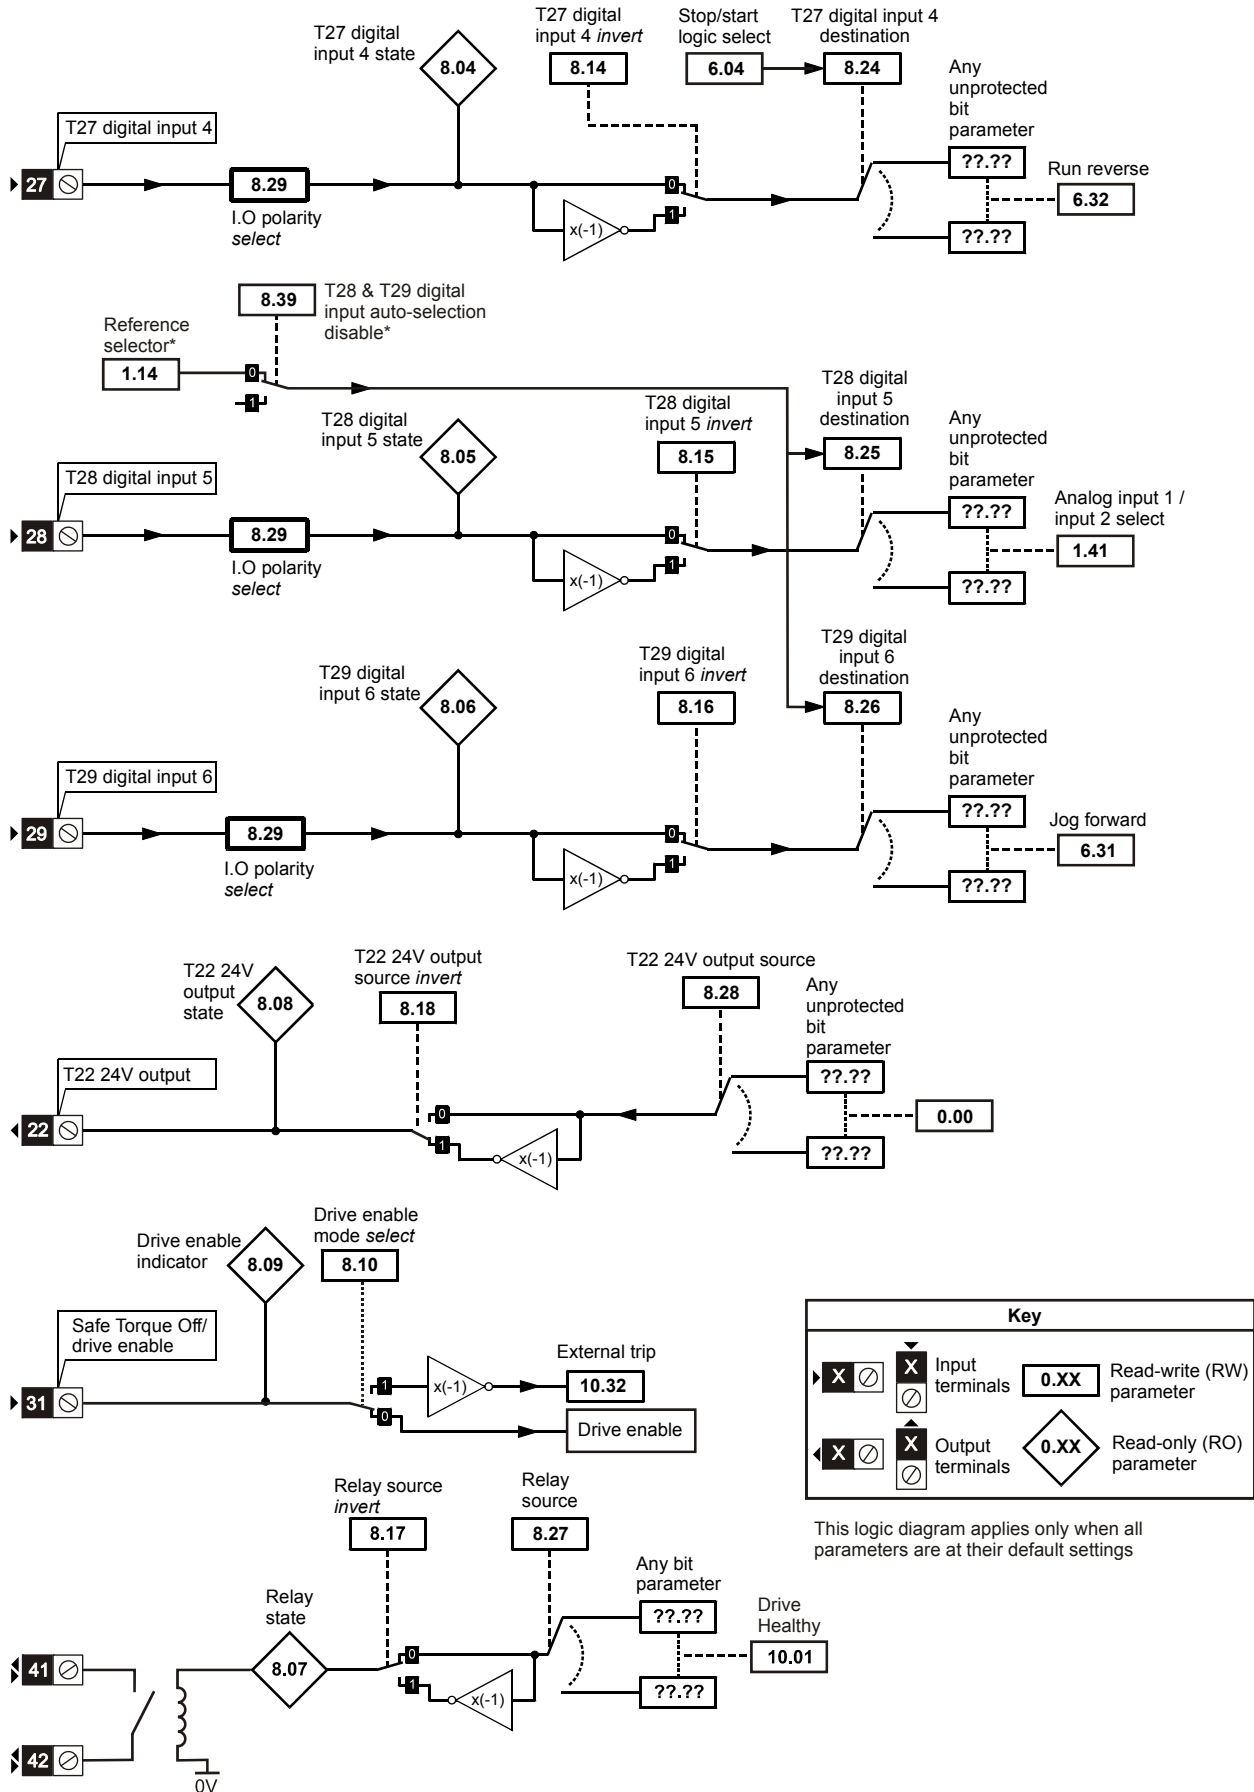 T27 digital
input 4 state
8.04
T27 digital
input 4 invert
8.14
Stop/start
logic select
6.04
T27 digital input 4
destination
8.24
Any
unprotected
bit
parameter
??.??
??.??
Run reverse
6.32
T27 digital input 4
27
8.29
I.O polarity
select
0
1
x(-1)
8.39
T28 & T29 digital
input auto-selection
disable*
Reference
selector*
1.14
0
1
T28 digital
input 5 state
8.05
T28 digital
input 5 invert
8.15
T28 digital
input 5
destination
8.25
Any
unprotected
bit
parameter
??.??
??.??
Analog input 1 /
input 2 select
1.41
T28 digital input 5
28
8.29
I.O polarity
select
0
1
x(-1)
T29 digital
input 6 state
8.06
T29 digital
input 6 invert
8.16
T29 digital
input 6
destination
8.26
Any
unprotected
bit
parameter
??.??
??.??
Jog forward
6.31
T29 digital input 6
29
8.29
I.O polarity
select
0
1
x(-1)
T22 24V
output
state
8.08
T22 24V output
source invert
8.18
T22 24V output source
8.28
Any
unprotected
bit
parameter
??.??
??.??
0.00
T22 24V output
22
0
1
x(-1)
Drive enable
indicator
8.09
Drive enable
mode select
8.10
Safe Torque Off/
drive enable
31
1
0
x(-1)
External trip
10.32
Drive enable
Key
X
X
Input
terminals
0.XX
Read-write (RW)
parameter
X
X
Output
terminals
0.XX
Read-only (RO)
parameter
This logic diagram applies only when all
parameters are at their default settings
Relay source
invert
8.17
Relay
source
8.27
Any bit
parameter
??.??
??.??
Drive
Healthy
10.01
Relay
state
8.07
0
1
x(-1)
41
42
0V